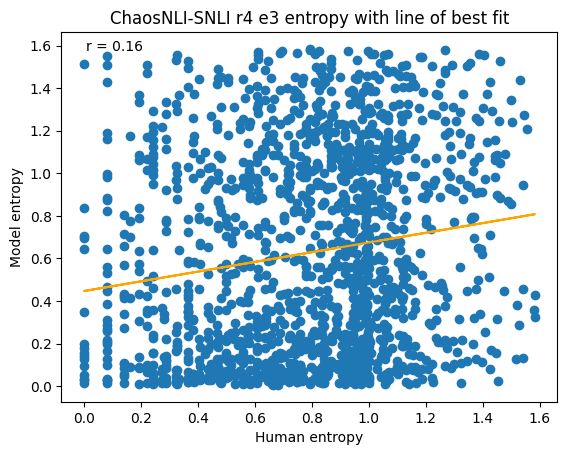 ChaosNLI-SNLI r4 e3 entropy with line of best fit
r = 0.16
Model entropy
1.6
1.4
1.2
1.0
0.8
0.6
0.4
0.2
0.0
0.0 0.2 0.4 0.6 0.8 1.0 1.2 1.4 1.6
Human entropy